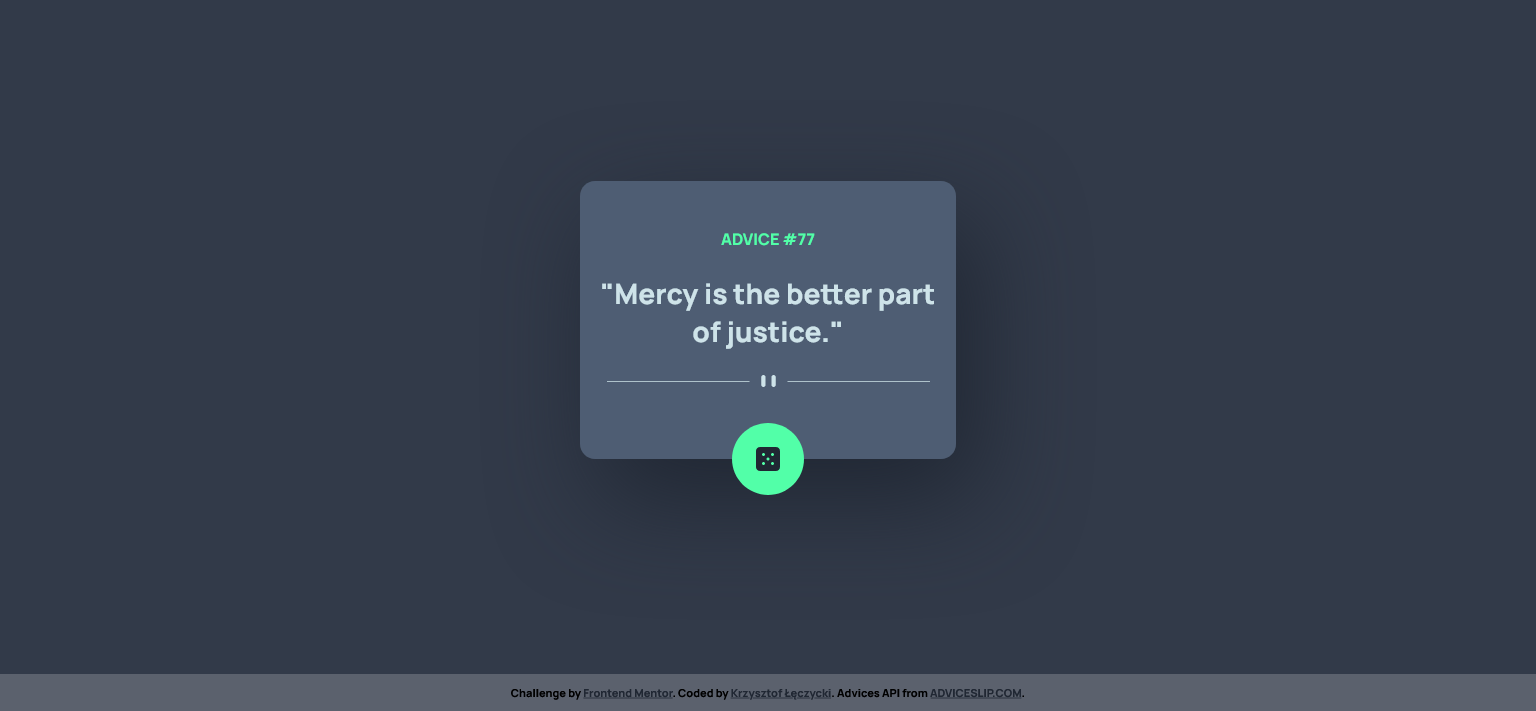 ADVICE #77
"Mercy is the better part
of justice."
Challenge by Frontend Mentor. Coded by Krzysztof Łęczycki. Advices API from ADVICESLIP.COM.